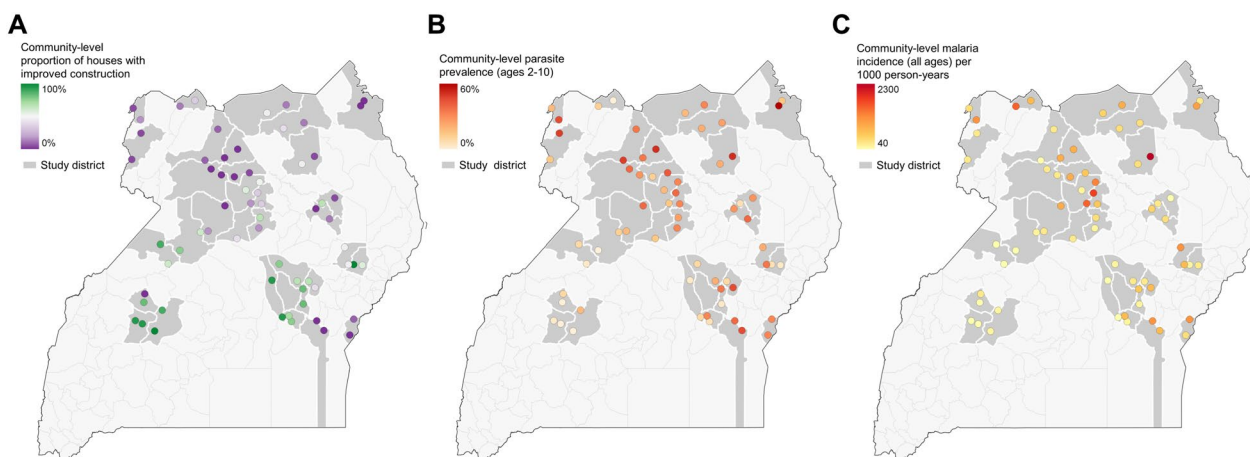 A
Community-level
proportion of houses with
improved construction
100%
0%
Study district
B
Community-level parasite
prevalence (ages 2-10)
60%
0%
Study district
C
Community-level malaria
incidence (all ages) per
1000 person-years
2300
40
Study district